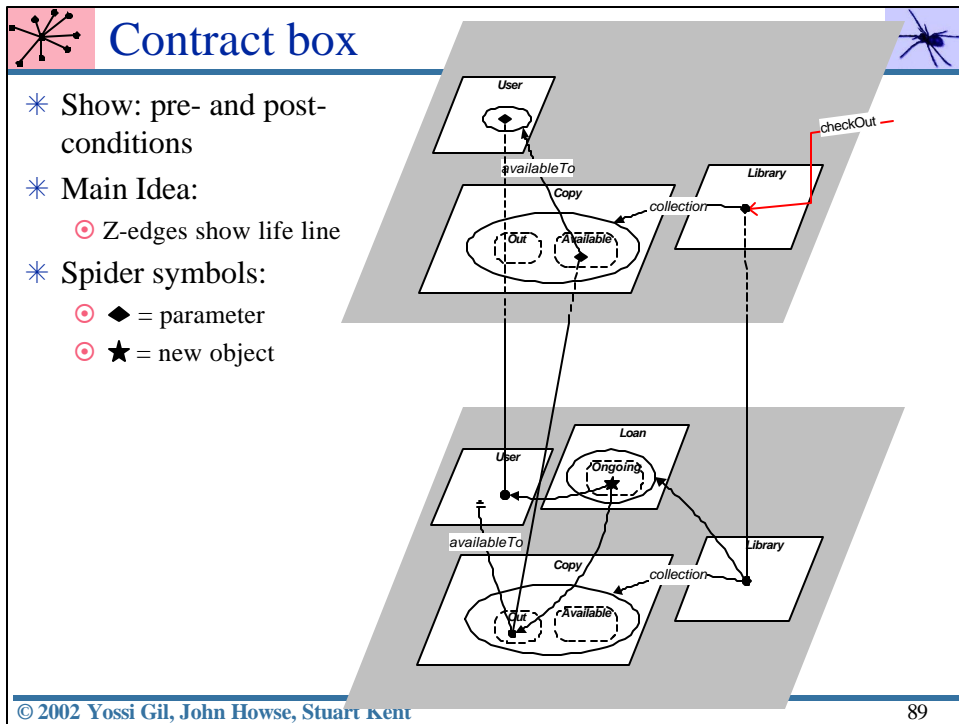 Contract box
Show: pre- and post-
conditions
Main Idea:
Z-edges show life line
Spider symbols:
= parameter
= new object
User
checkOut
availableTo
Library
Copy
collection
Out
Available
Loan
User
Ongoing
availableTo
Library
Copy
collection
Out
Available
© 2002 Yossi Gil, John Howse, Stuart Kent
89